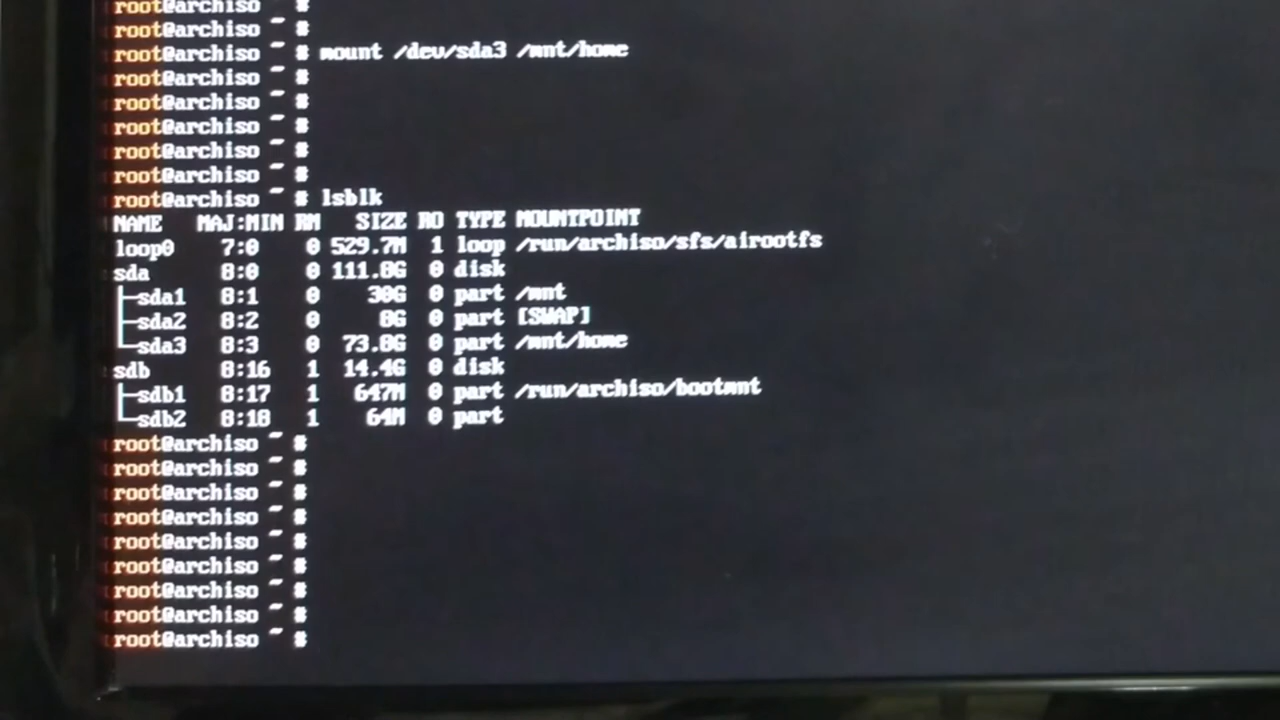 root@archiso ~ #
root@archiso ~ #
root@archiso ~ # mount /dev/sda3 /mnt/home
root@archiso ~ #
root@archiso ~ #
root@archiso ~ #
root@archiso ~ #
root@archiso ~ #
root@archiso ~ # lsblk
NAME MAJ:MIN RM SIZE RO TYPE MOUNTPOINT
loop0 7:0 0 529.7M 1 loop /run/archiso/sfs/airootfs
sda 8:0 0 111.8G 0 disk
├─sda1 8:1 0 30G 0 part /mnt
├─sda2 8:2 0 8G 0 part [SWAP]
└─sda3 8:3 0 73.8G 0 part /mnt/home
sdb 8:16 1 14.4G 0 disk
├─sdb1 8:17 1 647M 0 part /run/archiso/bootmnt
└─sdb2 8:18 1 64M 0 part
root@archiso ~ #
root@archiso ~ #
root@archiso ~ #
root@archiso ~ #
root@archiso ~ #
root@archiso ~ #
root@archiso ~ #
root@archiso ~ #
root@archiso ~ #